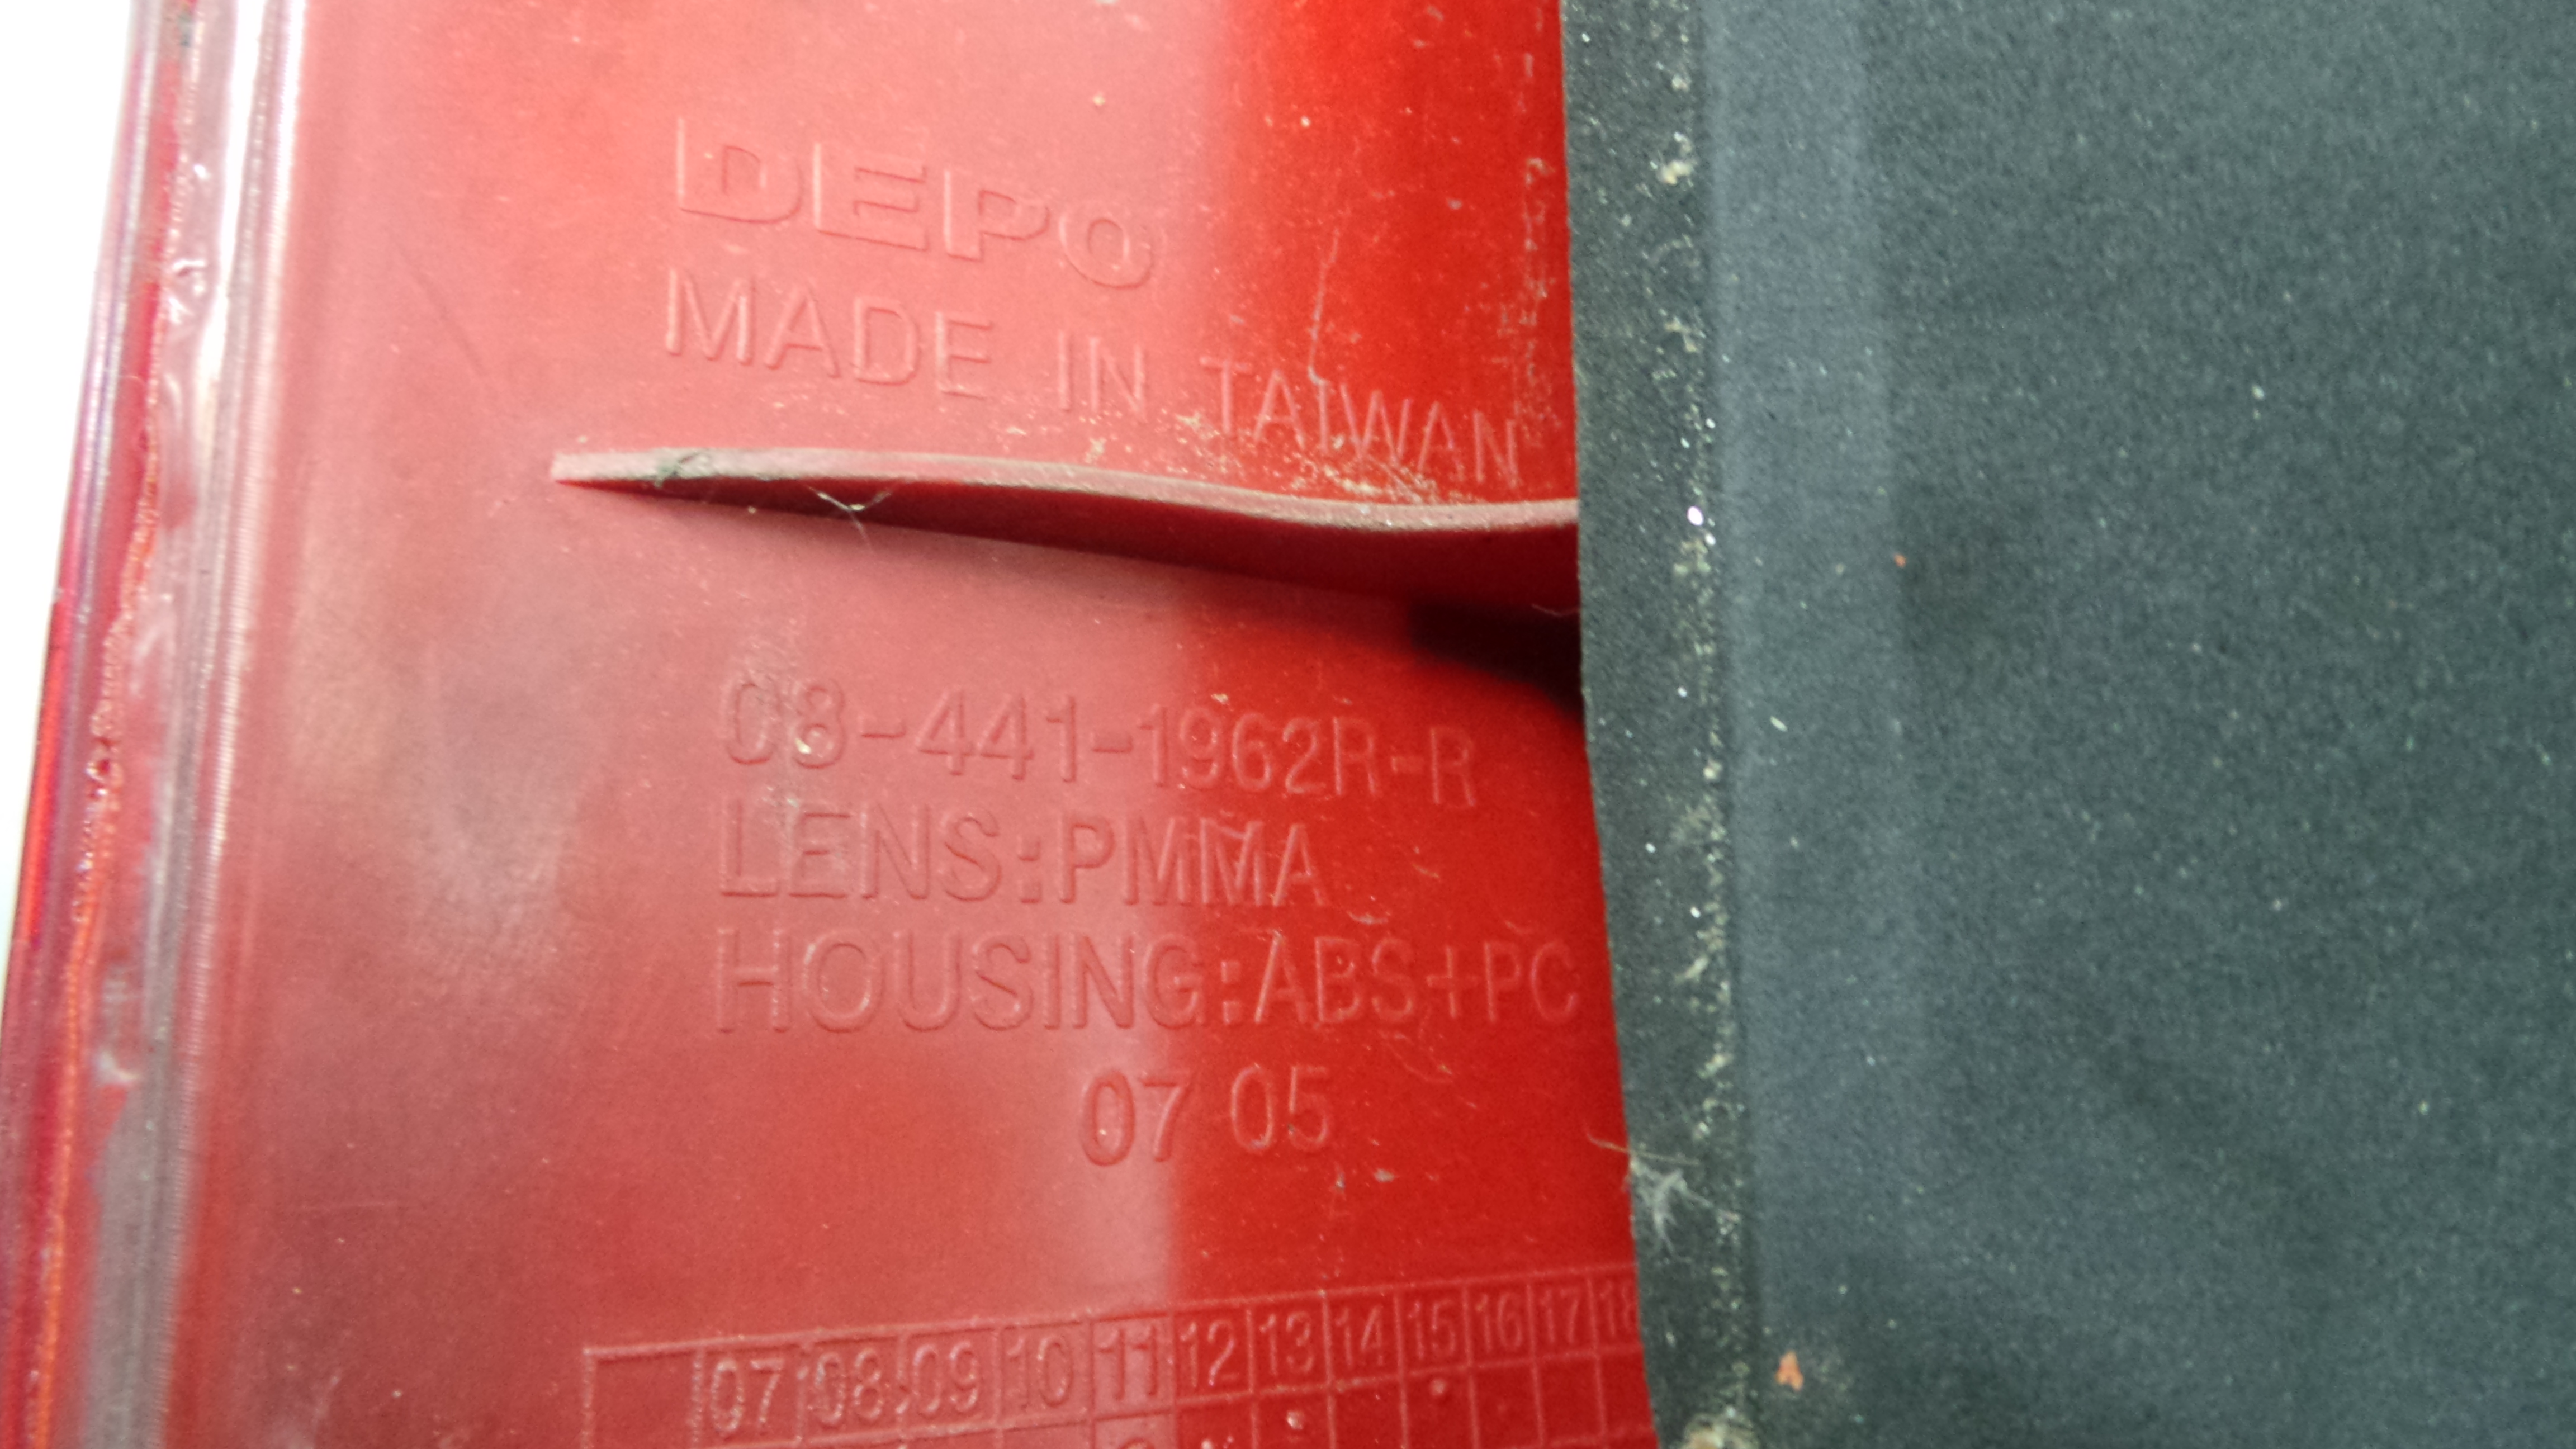 DEPO
MADE IN TAIWAN
08-441-1962R-R
LENS:PMMA
HOUSING:ABS+PC
07 05
07 08 09 10 11 12 13 14 15 16 17 18